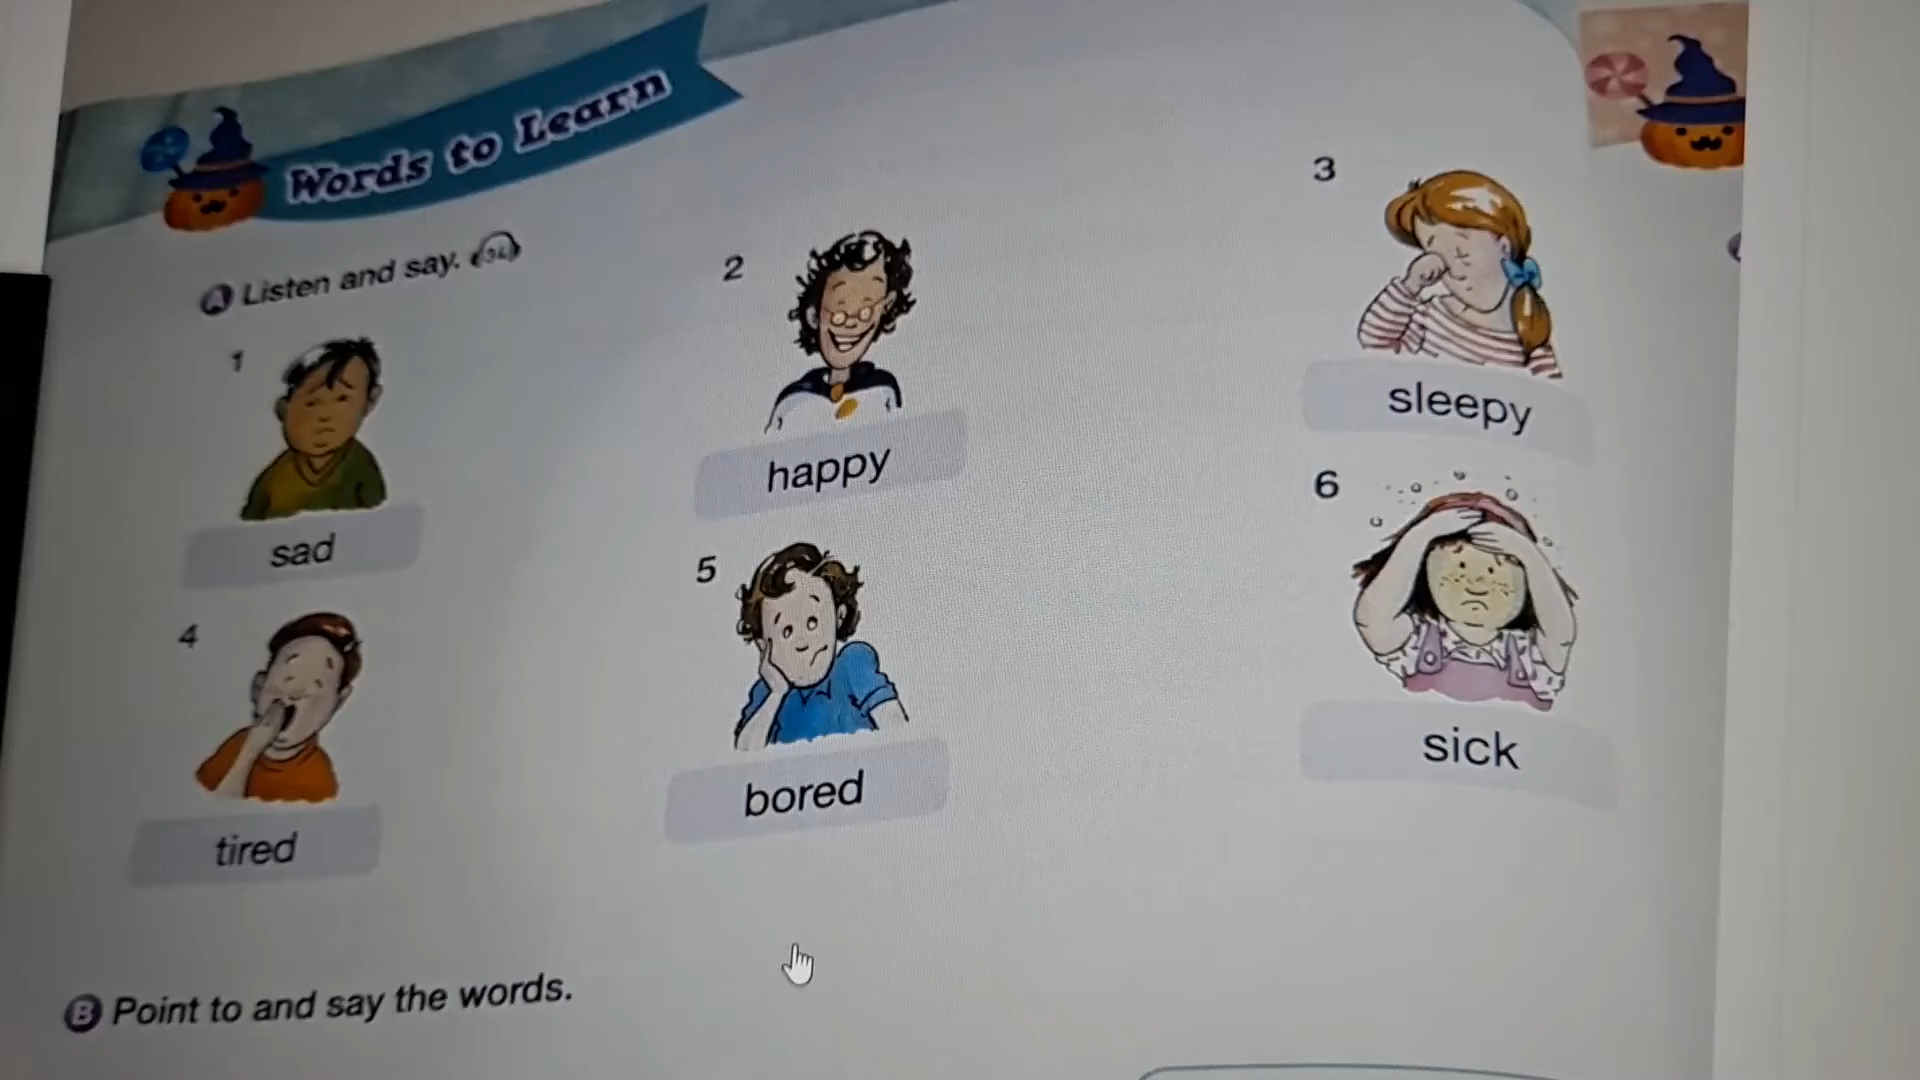 Words to Learn
A Listen and say.
1
sad
2
happy
3
sleepy
4
tired
5
bored
6
sick
B Point to and say the words.